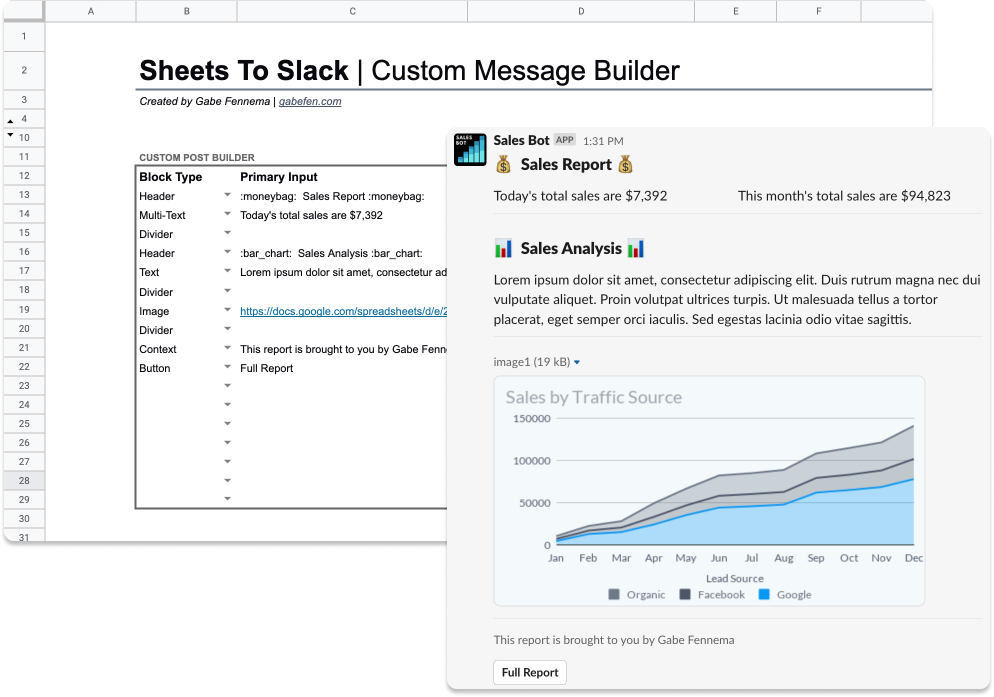 A B C D E F
1
2 Sheets To Slack | Custom Message Builder
3 Created by Gabe Fennema | gabefen.com
4
10
11 CUSTOM POST BUILDER
12 Block Type Primary Input
13 Header :moneybag: Sales Report :moneybag:
14 Multi-Text Today's total sales are $7,392
15 Divider
16 Header :bar_chart: Sales Analysis :bar_chart:
17 Text Lorem ipsum dolor sit amet, consectetur ad
18 Divider
19 Image https://docs.google.com/spreadsheets/d/e/2
20 Divider
21 Context This report is brought to you by Gabe Fenn
22 Button Full Report
23
24
25
26
27
28
29
30
31
SALES BOT
Sales Bot APP 1:31 PM
Sales Report
Today's total sales are $7,392 This month's total sales are $94,823
Sales Analysis
Lorem ipsum dolor sit amet, consectetur adipiscing elit. Duis rutrum magna nec dui
vulputate aliquet. Proin volutpat ultrices turpis. Ut malesuada tellus a tortor
placerat, eget semper orci iaculis. Sed egestas lacinia odio vitae sagittis.
image1 (19 kB)
Sales by Traffic Source
150000
100000
50000
0
Jan Feb Mar Apr May Jun Jul Aug Sep Oct Nov Dec
Lead Source
Organic Facebook Google
This report is brought to you by Gabe Fennema
Full Report